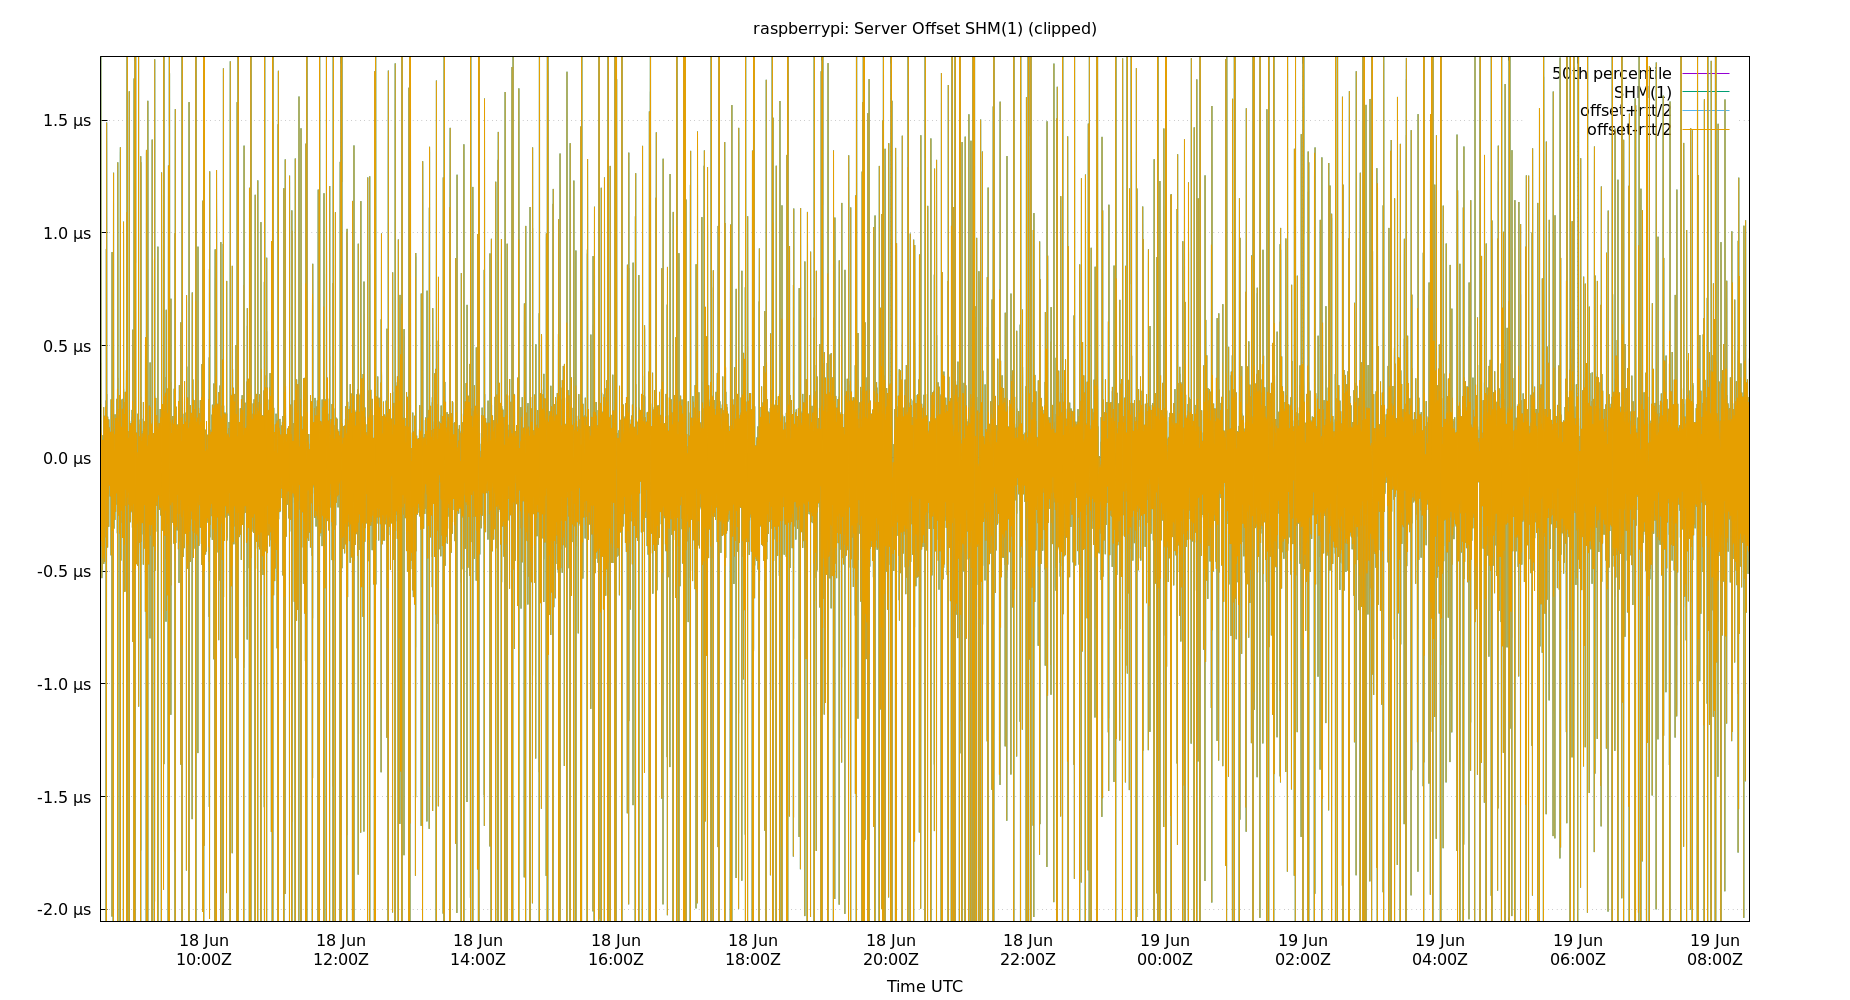 raspberrypi: Server Offset SHM(1) (clipped)
50th percentile
SHM(1)
offset+rtt/2
offset-rtt/2
1.5 µs
1.0 µs
0.5 µs
0.0 µs
-0.5 µs
-1.0 µs
-1.5 µs
-2.0 µs
18 Jun 18 Jun 18 Jun 18 Jun 18 Jun 18 Jun 18 Jun 19 Jun 19 Jun 19 Jun 19 Jun 19 Jun
10:00Z 12:00Z 14:00Z 16:00Z 18:00Z 20:00Z 22:00Z 00:00Z 02:00Z 04:00Z 06:00Z 08:00Z
Time UTC